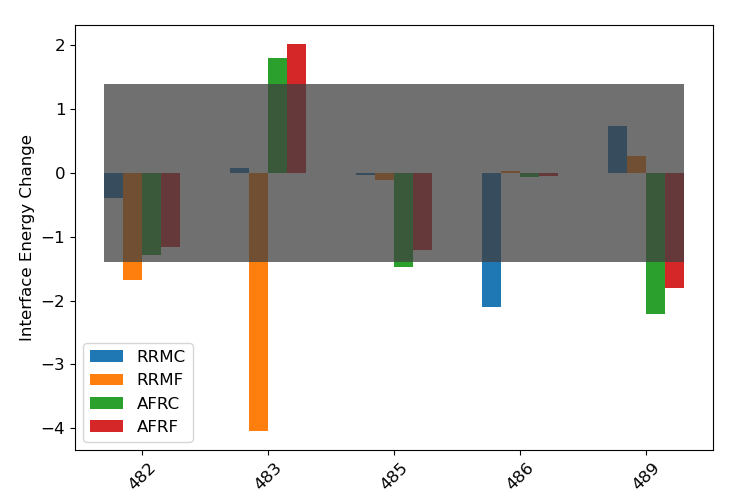 Interface Energy Change
2
1
0
−1
−2
−3
−4
RRMC
RRMF
AFRC
AFRF
482
483
485
486
489